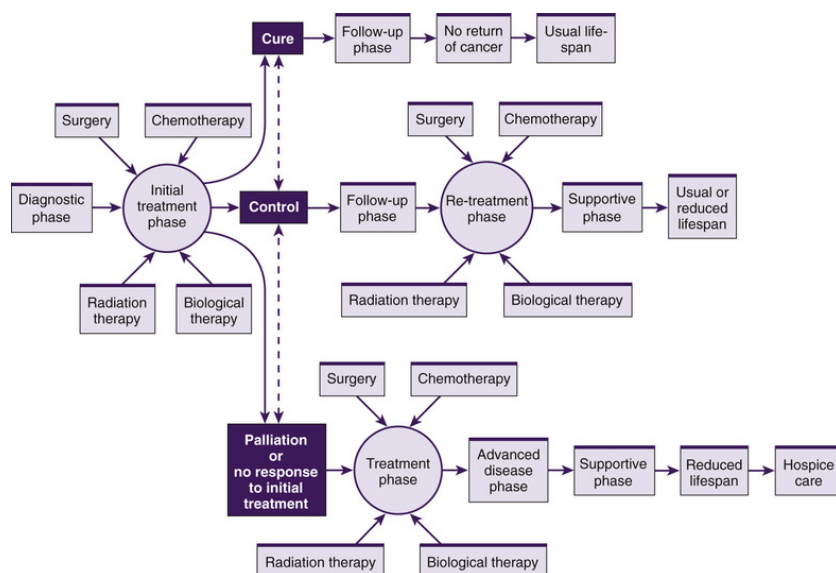 Cure
Follow-up
phase
No return
of cancer
Usual life-
span
Surgery
Chemotherapy
Surgery
Chemotherapy
Diagnostic
phase
Initial
treatment
phase
Control
Follow-up
phase
Re-treatment
phase
Supportive
phase
Usual or
reduced
lifespan
Radiation
therapy
Biological
therapy
Radiation therapy
Biological therapy
Surgery
Chemotherapy
Palliation
or
no response
to initial
treatment
Treatment
phase
Advanced
disease
phase
Supportive
phase
Reduced
lifespan
Hospice
care
Radiation therapy
Biological therapy